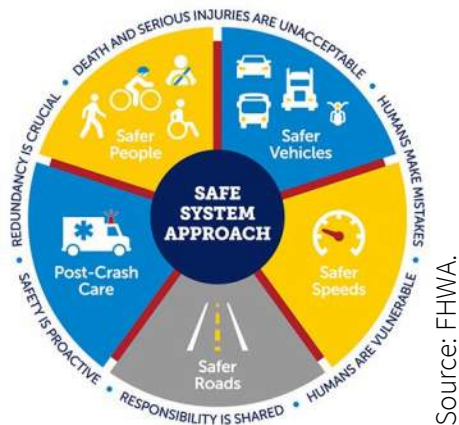 DEATH AND SERIOUS INJURIES ARE UNACCEPTABLE
HUMANS MAKE MISTAKES
HUMANS ARE VULNERABLE
RESPONSIBILITY IS SHARED
SAFETY IS PROACTIVE
REDUNDANCY IS CRUCIAL
Safer
People
Safer
Vehicles
SAFE
SYSTEM
APPROACH
Post-Crash
Care
Safer
Speeds
Safer
Roads
Source: FHWA.